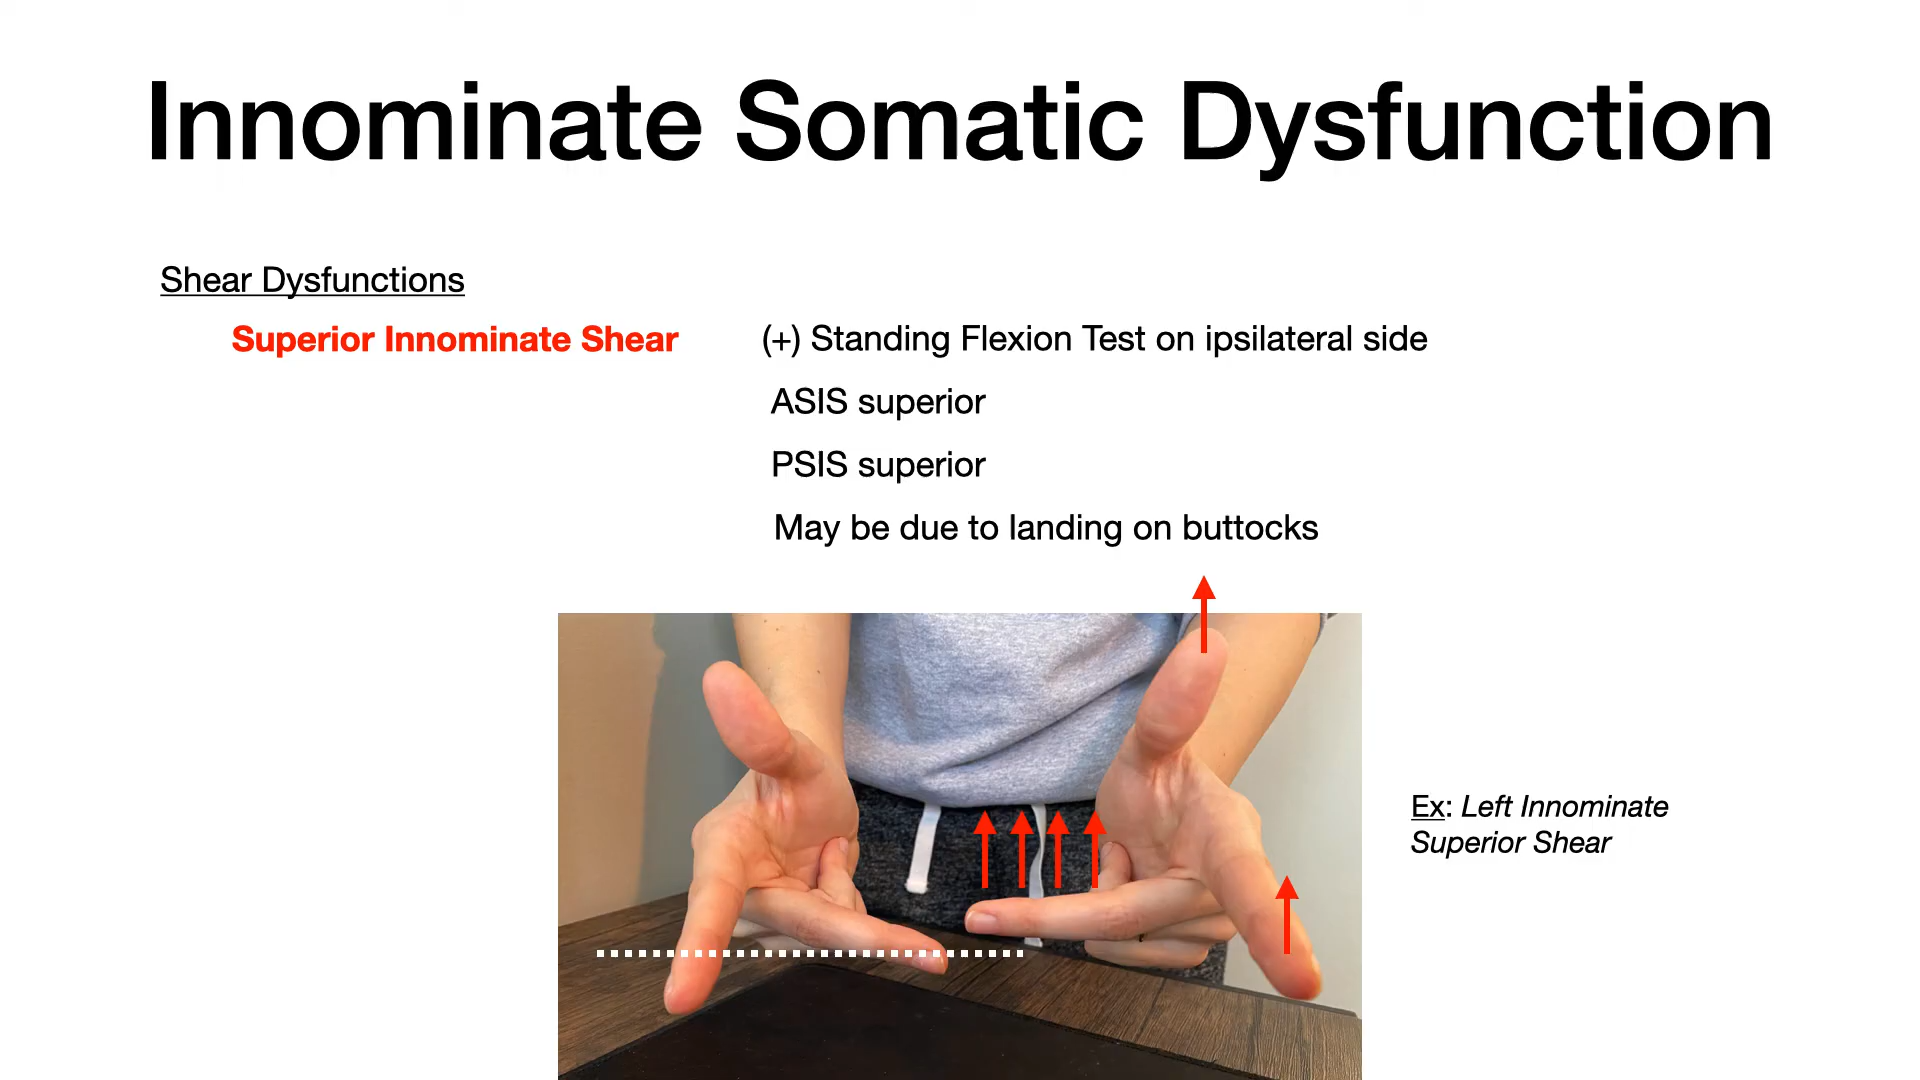 Innominate Somatic Dysfunction
Shear Dysfunctions
Superior Innominate Shear
(+) Standing Flexion Test on ipsilateral side
ASIS superior
PSIS superior
May be due to landing on buttocks
Ex: Left Innominate
Superior Shear